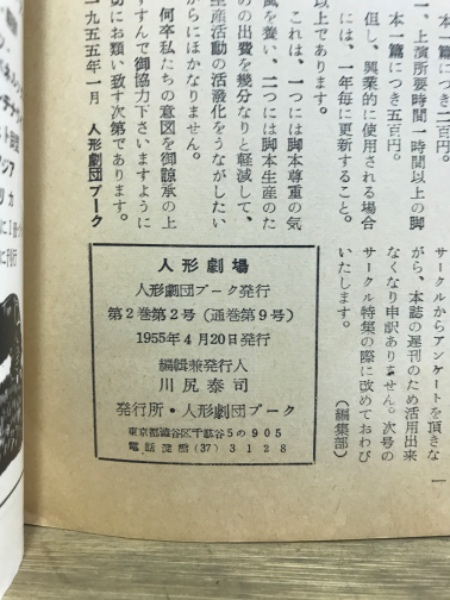 本一篇につき二百円。
一、上演所要時間一時間以上の脚
本一篇につき五百円。
但し、興業的に使用される場合
には、一年毎に更新すること。
以上であります。
これは、一つには脚本尊重の気
風を養い、二つには脚本生産のた
めの出費を幾分なりと軽減して、
生産活動の活潑化をうながしたい
からにほかなりません。
何卒私たちの意図を御諒承の上
すすんで御協力下さいますように
切にお願い致す次第であります。
一九五五年一月 人形劇団プーク
サークルからアンケートを頂きな
がら、本誌の遅刊のため活用出来
なくなり申訳ありません。次号の
サークル特集の際に改めておわび
いたします。
(編集部)
人形劇場
人形劇団プーク発行
第2巻第2号(通巻第9号)
1955年4月20日発行
編輯兼発行人
川尻泰司
発行所・人形劇団プーク
東京都澁谷区千駄谷5の905
電話淀橋(37)3128